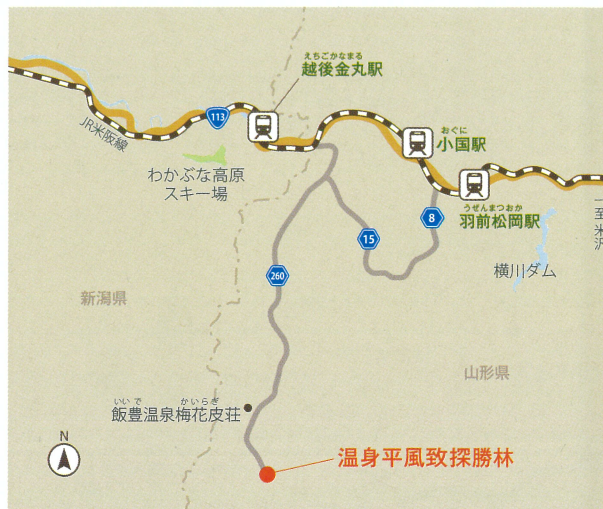 えちごかなまる
越後金丸駅
113
JR米阪線
おぐに
小国駅
わかぶな高原
スキー場
うぜんまつおか
羽前松岡駅
至米沢
8
15
260
横川ダム
新潟県
山形県
いいで かいらぎ
飯豊温泉梅花皮荘
N
温身平風致探勝林